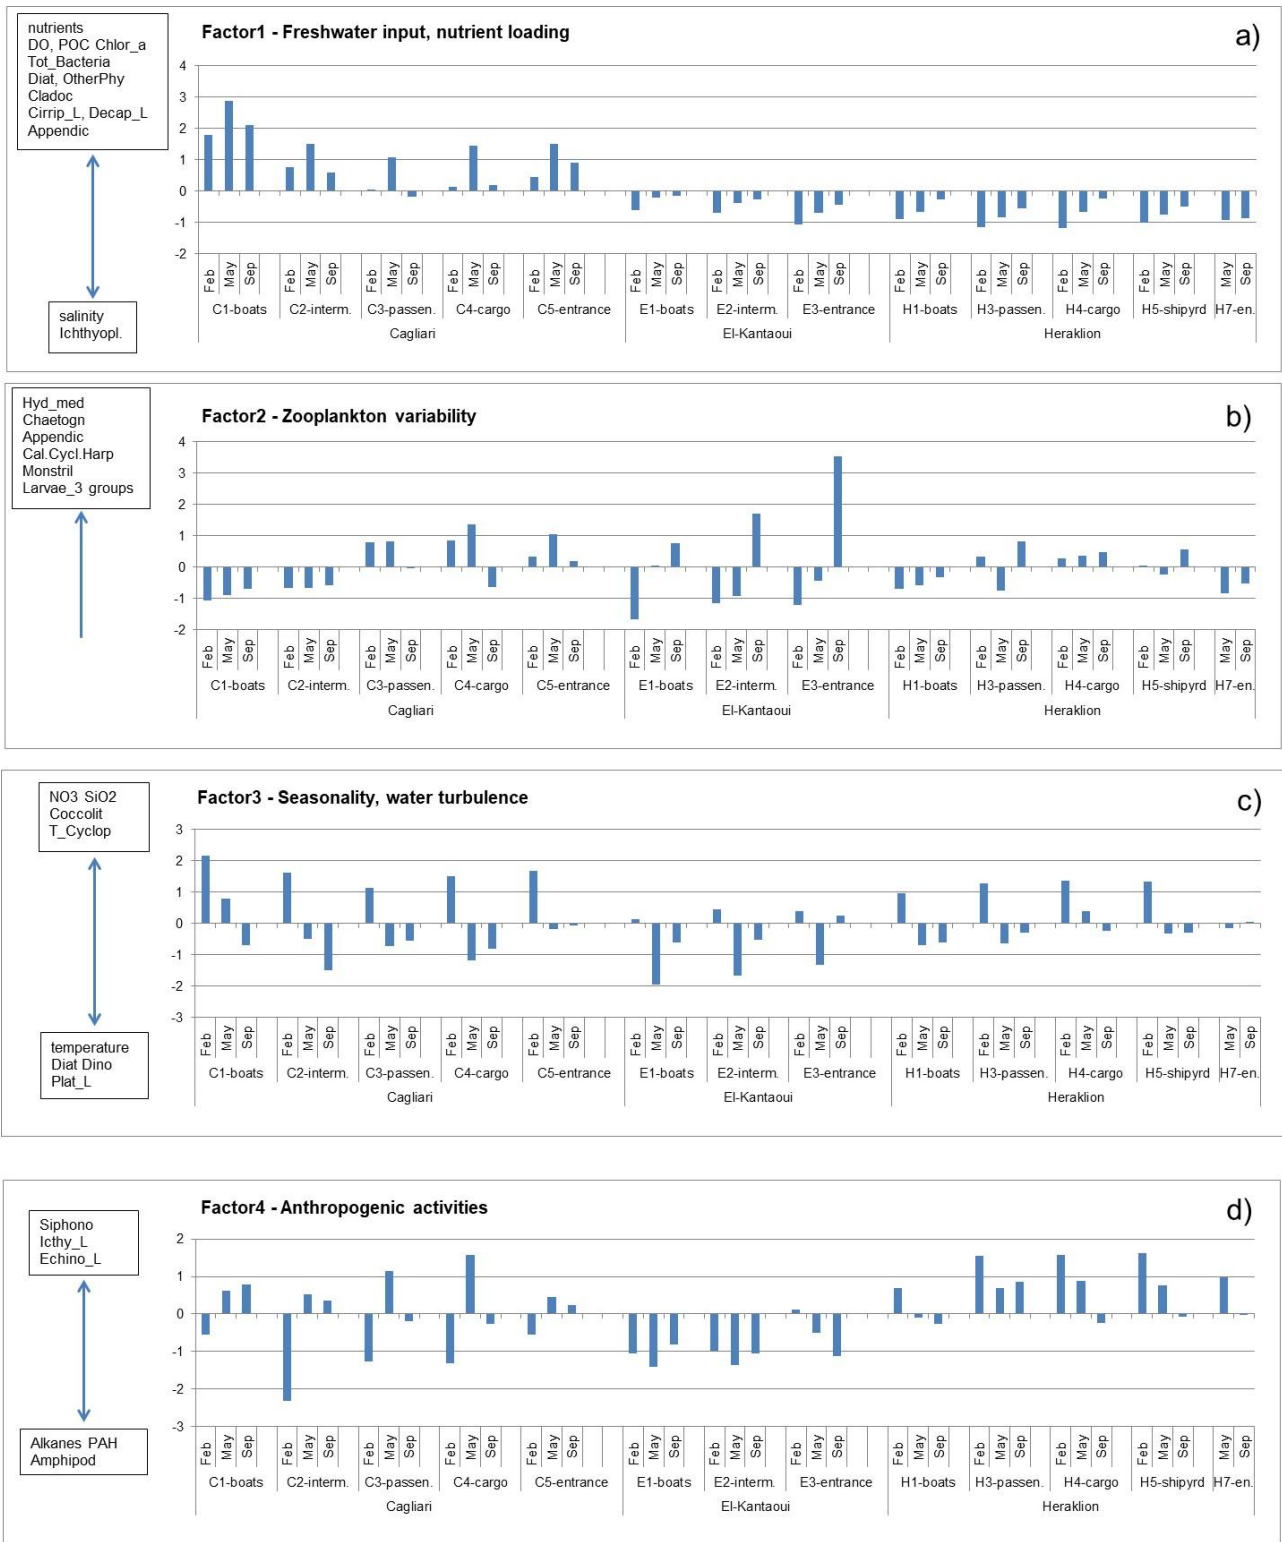 nutrients
DO, POC Chlor_a
Tot_Bacteria
Diat, OtherPhy
Cladoc
Cirrip_L, Decap_L
Appendic
salinity
Ichthyopl.
Factor1 - Freshwater input, nutrient loading
a)
4
3
2
1
0
-1
-2
Feb May Sep Feb May Sep Feb May Sep Feb May Sep Feb May Sep Feb May Sep Feb May Sep Feb May Sep Feb May Sep Feb May Sep Feb May Sep Feb May Sep May Sep
C1-boats C2-interm. C3-passen. C4-cargo C5-entrance E1-boats E2-interm. E3-entrance H1-boats H3-passen. H4-cargo H5-shipyrd H7-en.
Cagliari El-Kantaoui Heraklion
Hyd_med
Chaetogn
Appendic
Cal.Cycl.Harp
Monstril
Larvae_3 groups
Factor2 - Zooplankton variability
b)
4
3
2
1
0
-1
-2
Feb May Sep Feb May Sep Feb May Sep Feb May Sep Feb May Sep Feb May Sep Feb May Sep Feb May Sep Feb May Sep Feb May Sep Feb May Sep Feb May Sep May Sep
C1-boats C2-interm. C3-passen. C4-cargo C5-entrance E1-boats E2-interm. E3-entrance H1-boats H3-passen. H4-cargo H5-shipyrd H7-en.
Cagliari El-Kantaoui Heraklion
NO3 SiO2
Coccolit
T_Cyclop
temperature
Diat Dino
Plat_L
Factor3 - Seasonality, water turbulence
c)
3
2
1
0
-1
-2
-3
Feb May Sep Feb May Sep Feb May Sep Feb May Sep Feb May Sep Feb May Sep Feb May Sep Feb May Sep Feb May Sep Feb May Sep Feb May Sep Feb May Sep May Sep
C1-boats C2-interm. C3-passen. C4-cargo C5-entrance E1-boats E2-interm. E3-entrance H1-boats H3-passen. H4-cargo H5-shipyrd H7-en.
Cagliari El-Kantaoui Heraklion
Siphono
Icthy_L
Echino_L
Alkanes PAH
Amphipod
Factor4 - Anthropogenic activities
d)
2
1
0
-1
-2
-3
Feb May Sep Feb May Sep Feb May Sep Feb May Sep Feb May Sep Feb May Sep Feb May Sep Feb May Sep Feb May Sep Feb May Sep Feb May Sep Feb May Sep May Sep
C1-boats C2-interm. C3-passen. C4-cargo C5-entrance E1-boats E2-interm. E3-entrance H1-boats H3-passen. H4-cargo H5-shipyrd H7-en.
Cagliari El-Kantaoui Heraklion